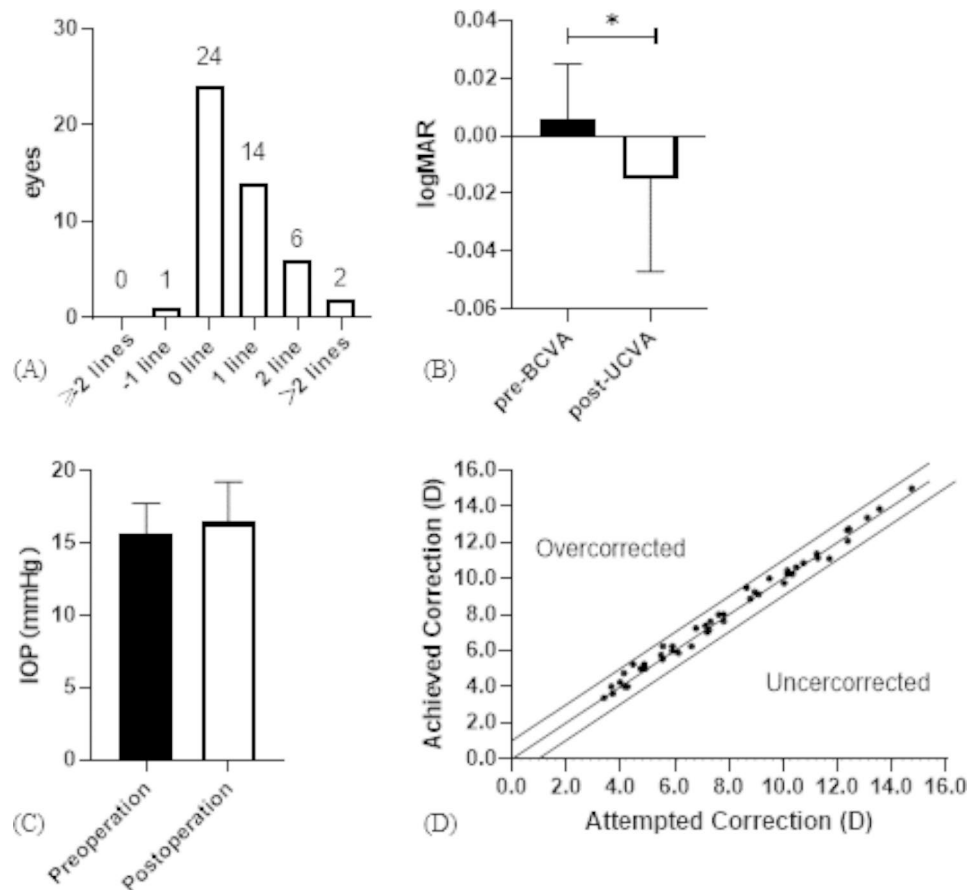 30
20
10
0
eyes
0
1
24
14
6
2
⩾2 lines
-1 line
0 line
1 line
2 line
>2 lines
(A)
0.04
0.02
0.00
-0.02
-0.04
-0.06
logMAR
*
pre-BCVA
post-UCVA
(B)
20
15
10
5
0
IOP (mmHg)
Preoperation
Postoperation
(C)
16.0
14.0
12.0
10.0
8.0
6.0
4.0
2.0
0.0
Achieved Correction (D)
Overcorrected
Uncercorrected
0.0 2.0 4.0 6.0 8.0 10.0 12.0 14.0 16.0
Attempted Correction (D)
(D)